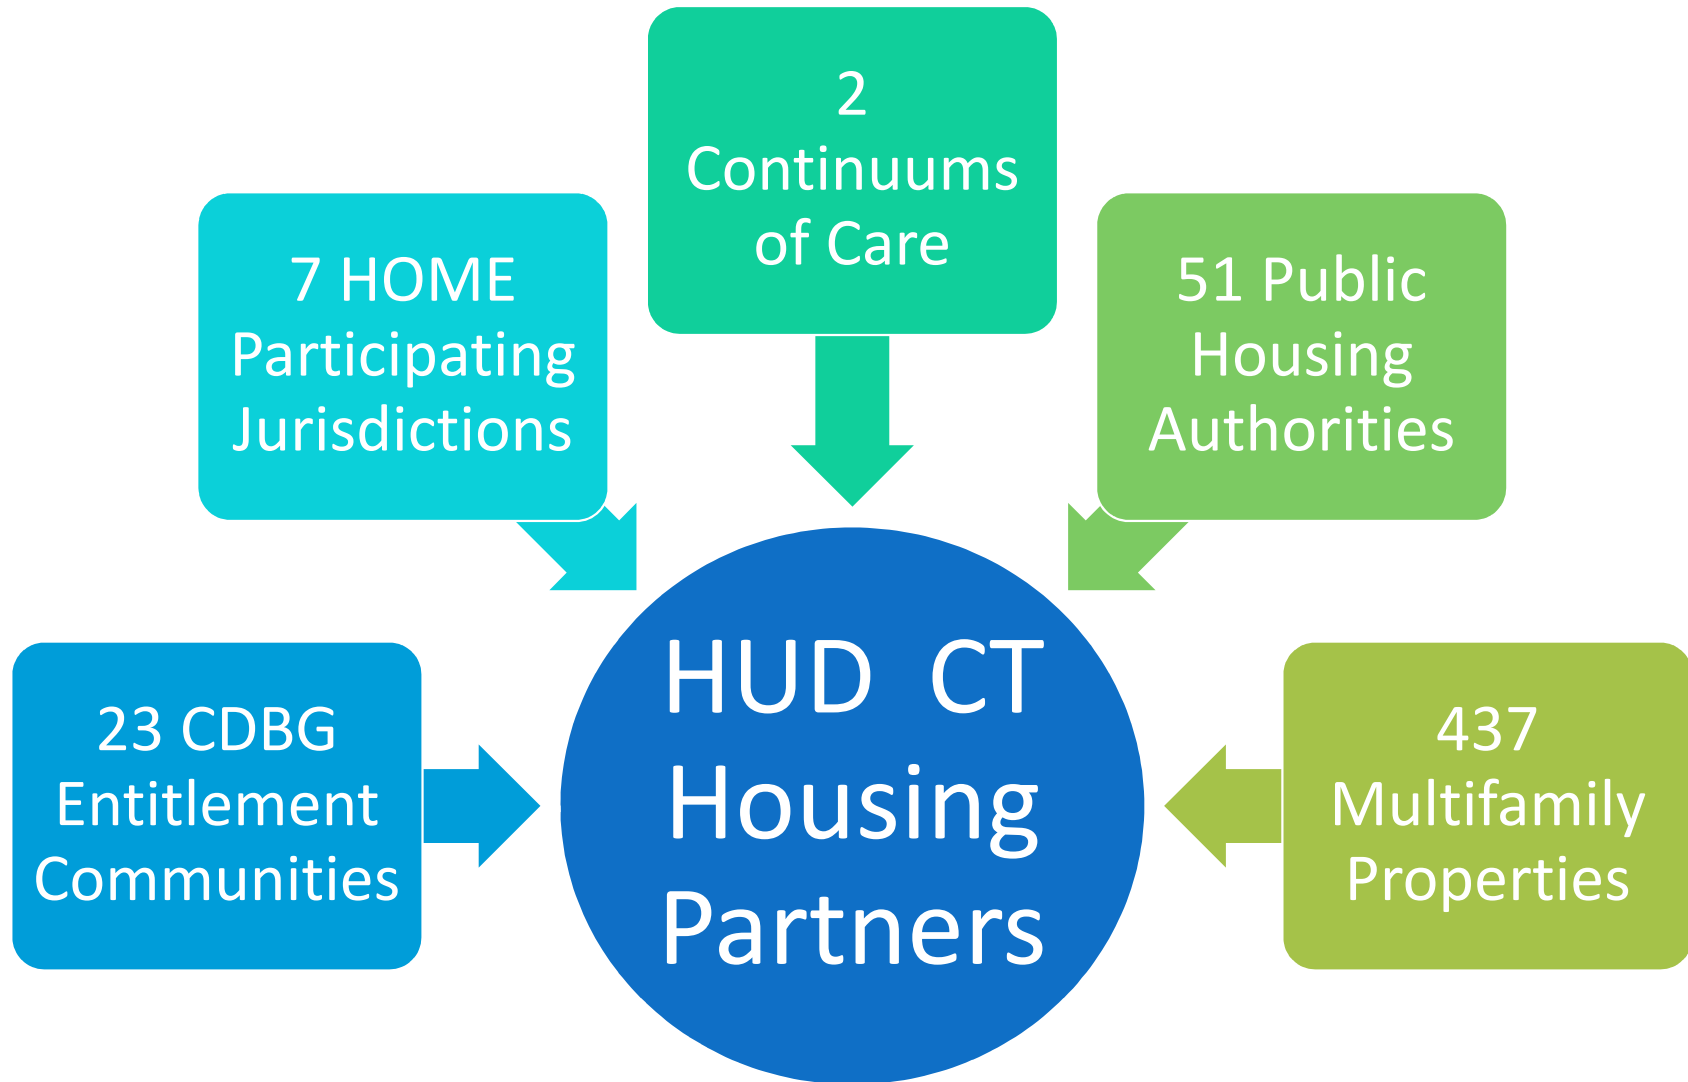 2
Continuums
of Care
7 HOME
Participating
Jurisdictions
51 Public
Housing
Authorities
23 CDBG
Entitlement
Communities
HUD CT
Housing
Partners
437
Multifamily
Properties